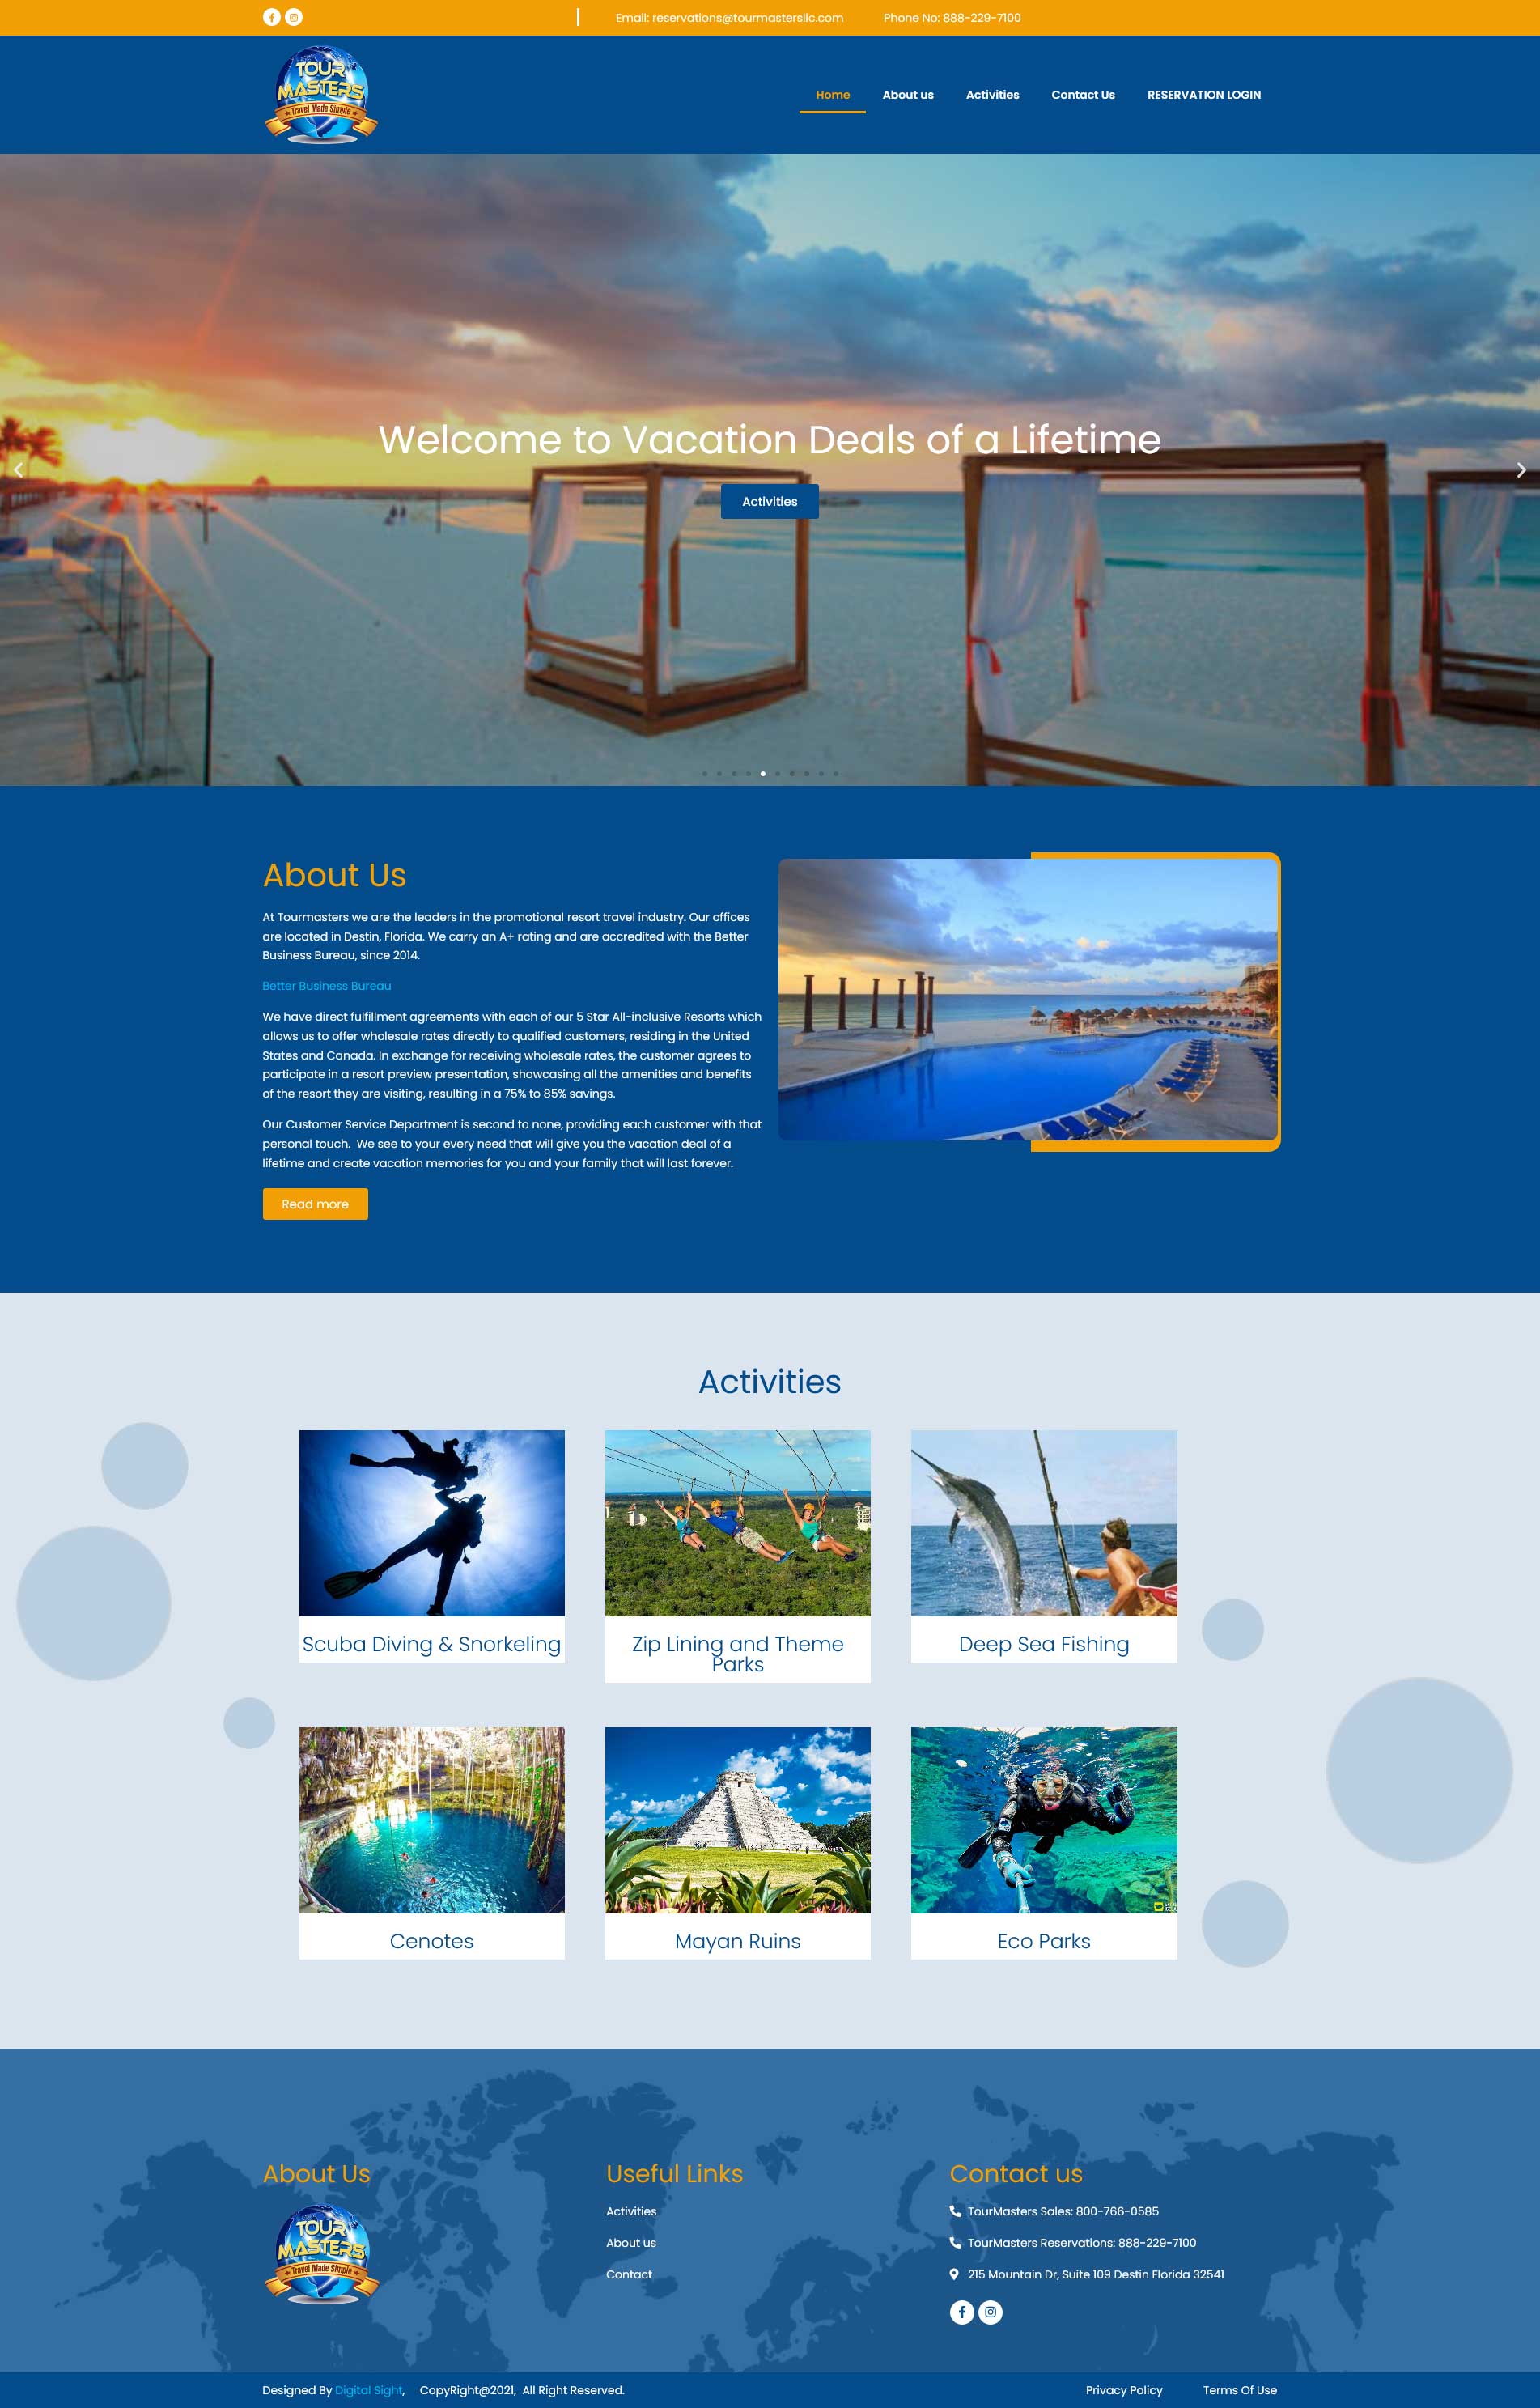 Email: reservations@tourmastersllc.com
Phone No: 888-229-7100
TOUR
MASTERS
Travel Made Simple
Home
About us
Activities
Contact Us
RESERVATION LOGIN
Welcome to Vacation Deals of a Lifetime
Activities
About Us
At Tourmasters we are the leaders in the promotional resort travel industry. Our offices
are located in Destin, Florida. We carry an A+ rating and are accredited with the Better
Business Bureau, since 2014.
Better Business Bureau
We have direct fulfillment agreements with each of our 5 Star All-inclusive Resorts which
allows us to offer wholesale rates directly to qualified customers, residing in the United
States and Canada. In exchange for receiving wholesale rates, the customer agrees to
participate in a resort preview presentation, showcasing all the amenities and benefits
of the resort they are visiting, resulting in a 75% to 85% savings.
Our Customer Service Department is second to none, providing each customer with that
personal touch.  We see to your every need that will give you the vacation deal of a
lifetime and create vacation memories for you and your family that will last forever.
Read more
Activities
Scuba Diving & Snorkeling
Zip Lining and Theme
Parks
Deep Sea Fishing
Cenotes
Mayan Ruins
Eco Parks
About Us
TOUR
MASTERS
Travel Made Simple
Useful Links
Activities
About us
Contact
Contact us
TourMasters Sales: 800-766-0585
TourMasters Reservations: 888-229-7100
215 Mountain Dr, Suite 109 Destin Florida 32541
Designed By Digital Sight,    CopyRight@2021,  All Right Reserved.
Privacy Policy
Terms Of Use